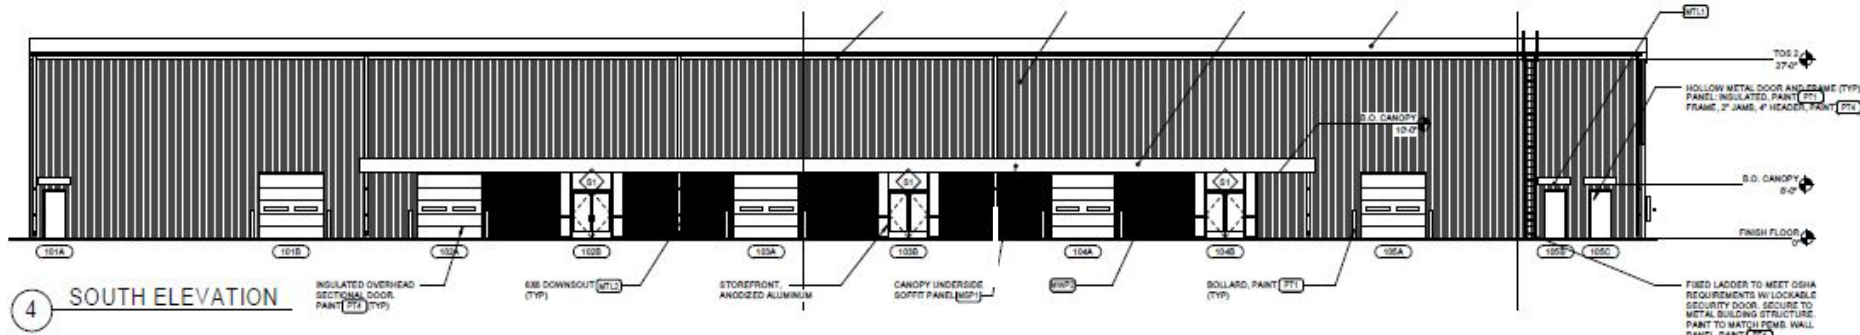 MTL1
TOS 2
27'-0"
HOLLOW METAL DOOR AND FRAME (TYP)
PANEL: INSULATED, PAINT PT1
FRAME, 2" JAMB, 4" HEADER, PAINT PT4
B.O. CANOPY
10'-0"
B.O. CANOPY
8'-0"
S1
S1
S1
FINISH FLOOR
0"
101A
101B
102A
102B
103A
103B
104A
104B
105A
105B
105C
4
SOUTH ELEVATION
INSULATED OVERHEAD
SECTIONAL DOOR.
PAINT PT4 (TYP)
6X6 DOWNSOUT MTL2
(TYP)
STOREFRONT,
ANODIZED ALUMINUM
CANOPY UNDERSIDE
SOFFIT PANEL MSP1
MWP2
BOLLARD, PAINT PT1
(TYP)
FIXED LADDER TO MEET OSHA
REQUIREMENTS W/ LOCKABLE
SECURITY DOOR. SECURE TO
METAL BUILDING STRUCTURE.
PAINT TO MATCH PEMB. WALL
PANEL, PAINT